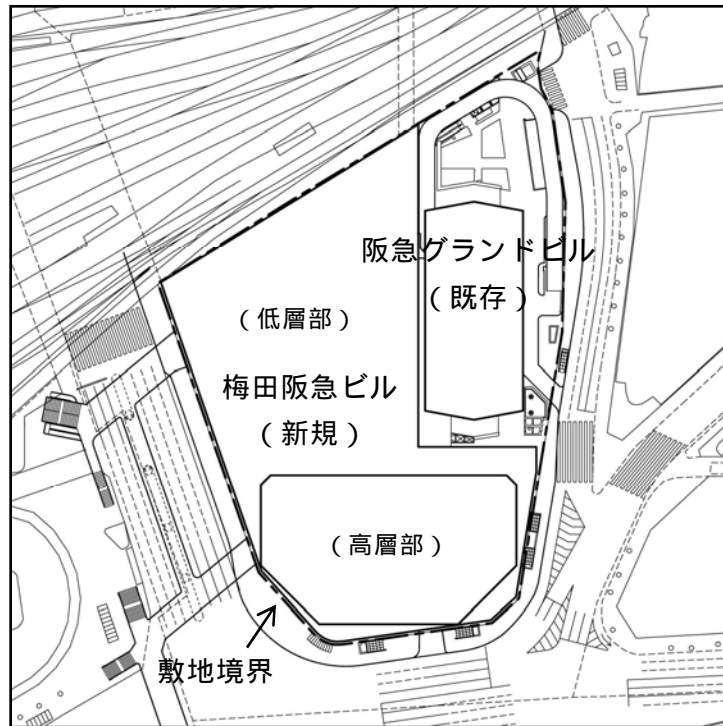 阪急グランドビル
（既存）
（低層部）
梅田阪急ビル
（新規）
（高層部）
敷地境界